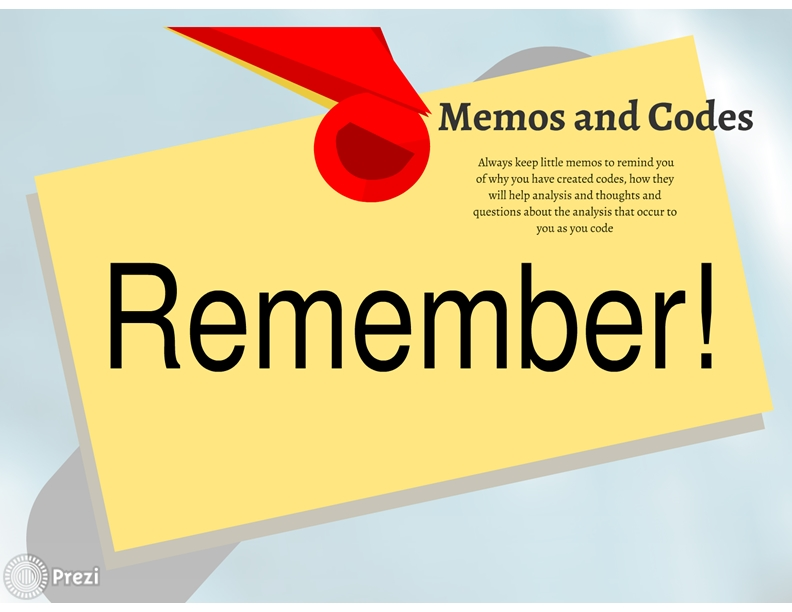 Memos and Codes
Always keep little memos to remind you
of why you have created codes, how they
will help analysis and thoughts and
questions about the analysis that occur to
you as you code
Remember!
Prezi